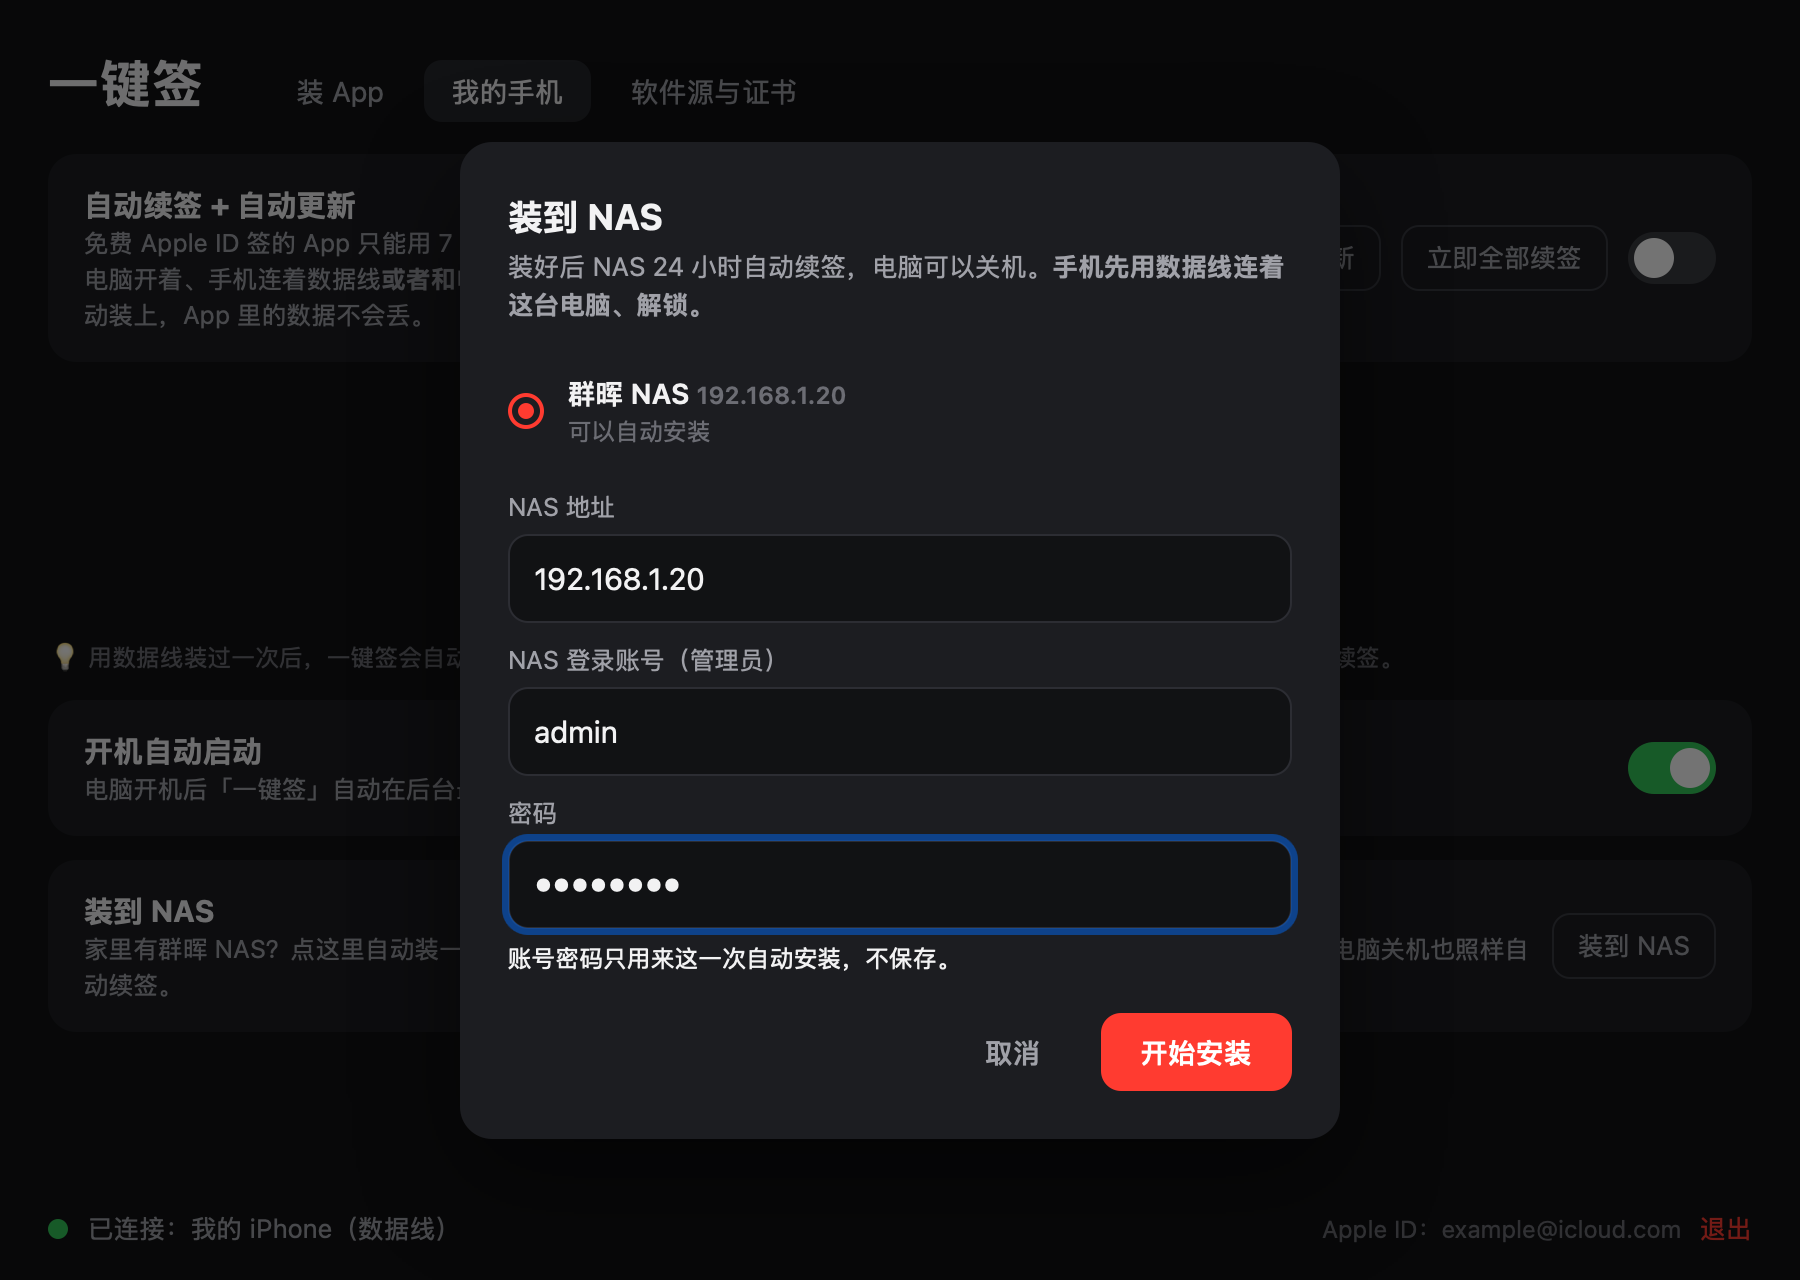 一键签
装 App
我的手机
软件源与证书
自动续签 + 自动更新
免费 Apple ID 签的 App 只能用 7
电脑开着、手机连着数据线或者和
动装上，App 里的数据不会丢。
新
立即全部续签
装到 NAS
装好后 NAS 24 小时自动续签，电脑可以关机。手机先用数据线连着
这台电脑、解锁。
群晖 NAS 192.168.1.20
可以自动安装
NAS 地址
192.168.1.20
NAS 登录账号（管理员）
admin
密码
••••••••
账号密码只用来这一次自动安装，不保存。
取消
开始安装
用数据线装过一次后，一键签会自动
续签。
开机自动启动
电脑开机后「一键签」自动在后台
装到 NAS
家里有群晖 NAS？点这里自动装一
电脑关机也照样自
动续签。
装到 NAS
已连接：我的 iPhone（数据线）
Apple ID：example@icloud.com
退出